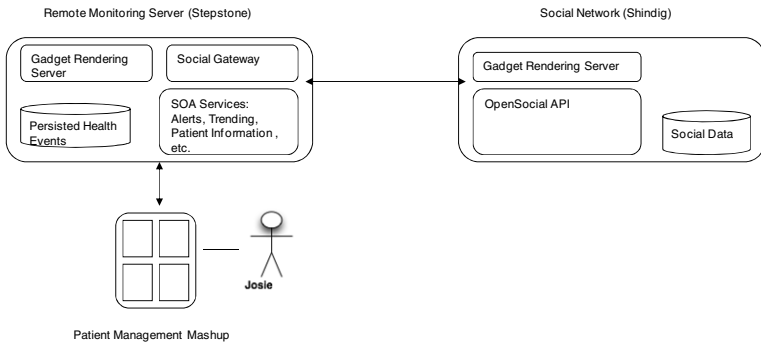 Remote Monitoring Server (Stepstone)
Social Network (Shindig)
Gadget Rendering
Server
Social Gateway
SOA Services:
Alerts, Trending,
Patient Information ,
etc.
Persisted Health
Events
Gadget Rendering Server
OpenSocial API
Social Data
Josie
Patient Management Mashup